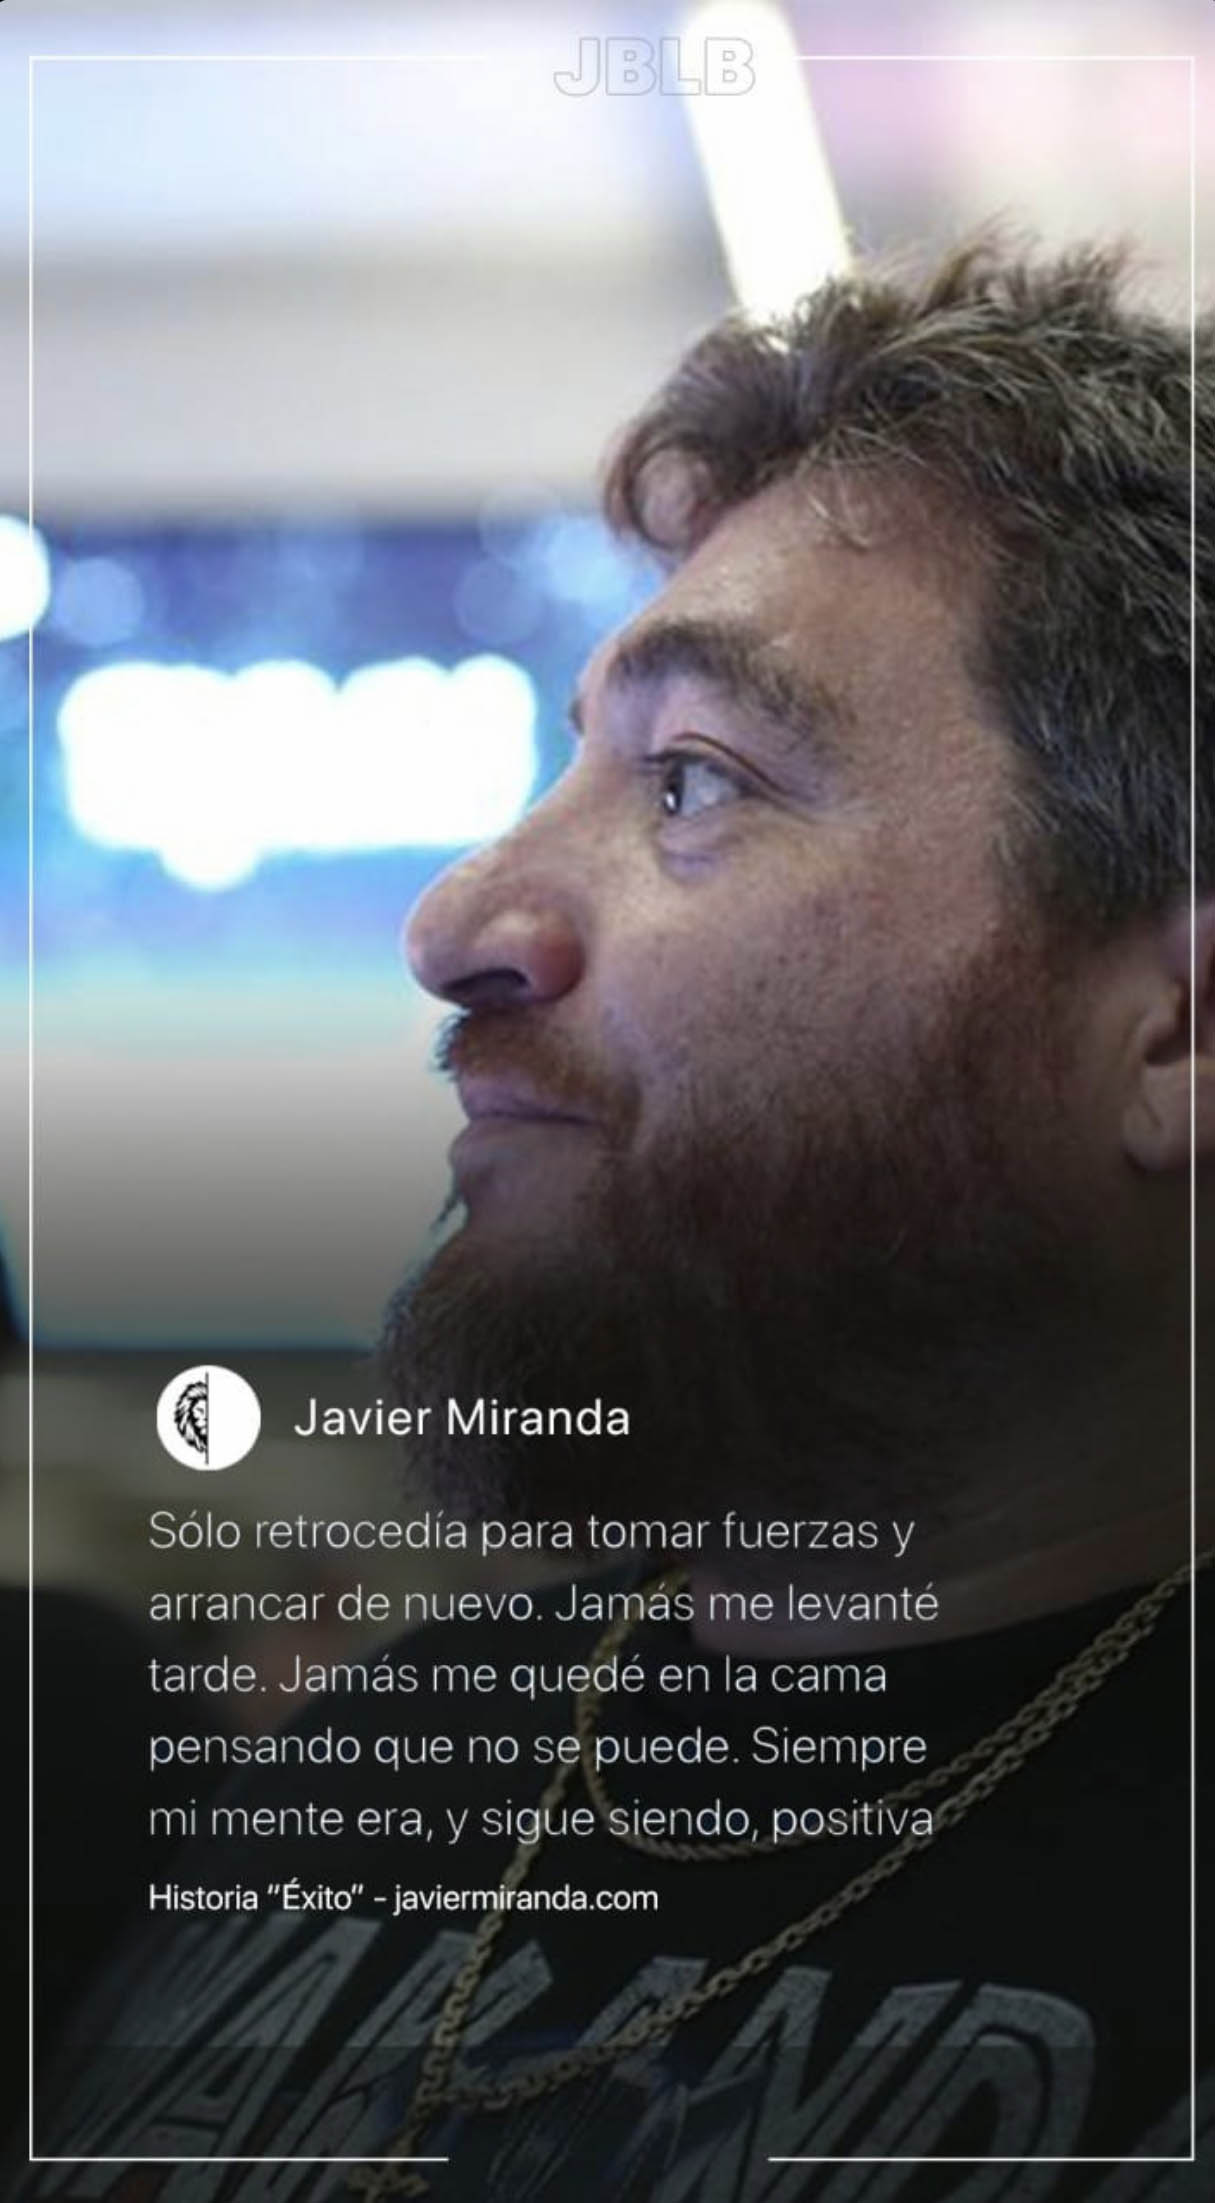 JBLB
Javier Miranda
Sólo retrocedía para tomar fuerzas y
arrancar de nuevo. Jamás me levanté
tarde. Jamás me quedé en la cama
pensando que no se puede. Siempre
mi mente era, y sigue siendo, positiva
Historia "Éxito" - javiermiranda.com